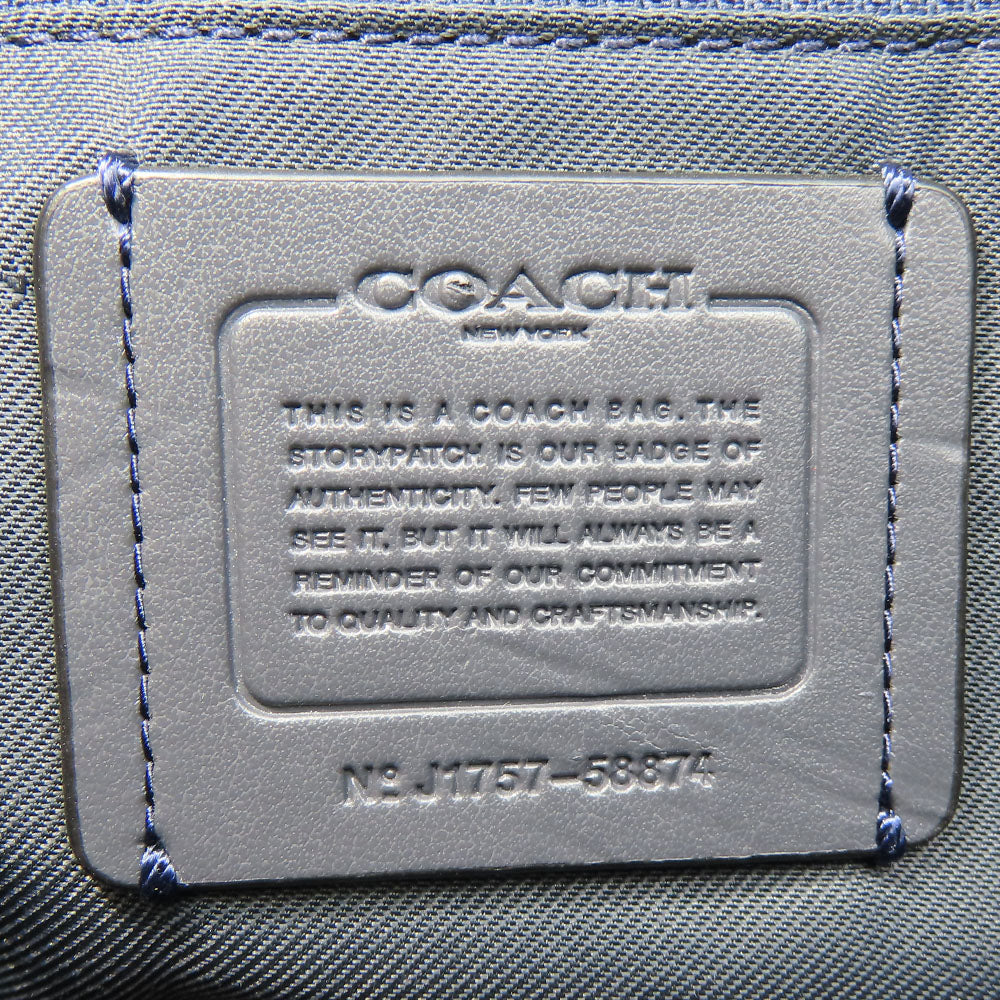 COACH
NEW YORK
THIS IS A COACH BAG. THE
STORYPATCH IS OUR BADGE OF
AUTHENTICITY. FEW PEOPLE MAY
SEE IT, BUT IT WILL ALWAYS BE A
REMINDER OF OUR COMMITMENT
TO QUALITY AND CRAFTSMANSHIP.
Nº J1757-58874